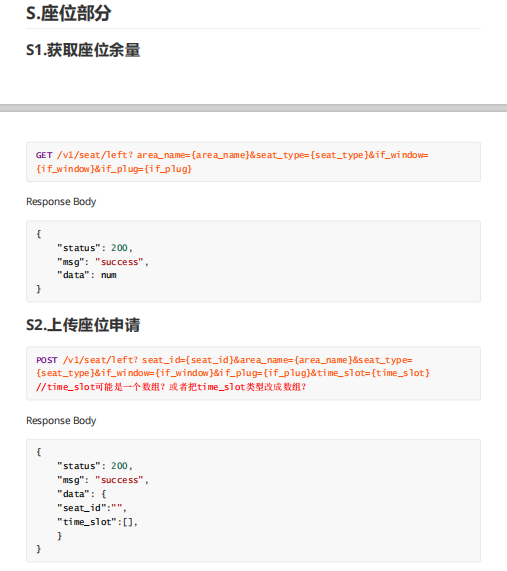 S.座位部分
S1.获取座位余量
GET /v1/seat/left？area_name={area_name}&seat_type={seat_type}&if_window=
{if_window}&if_plug={if_plug}
Response Body
{
"status": 200,
"msg": "success",
"data": num
}
S2.上传座位申请
POST /v1/seat/left？seat_id={seat_id}&area_name={area_name}&seat_type=
{seat_type}&if_window={if_window}&if_plug={if_plug}&time_slot={time_slot}
//time_slot可能是一个数组？或者把time_slot类型改成数组？
Response Body
{
"status": 200,
"msg": "success",
"data": {
"seat_id":"",
"time_slot":[],
}
}